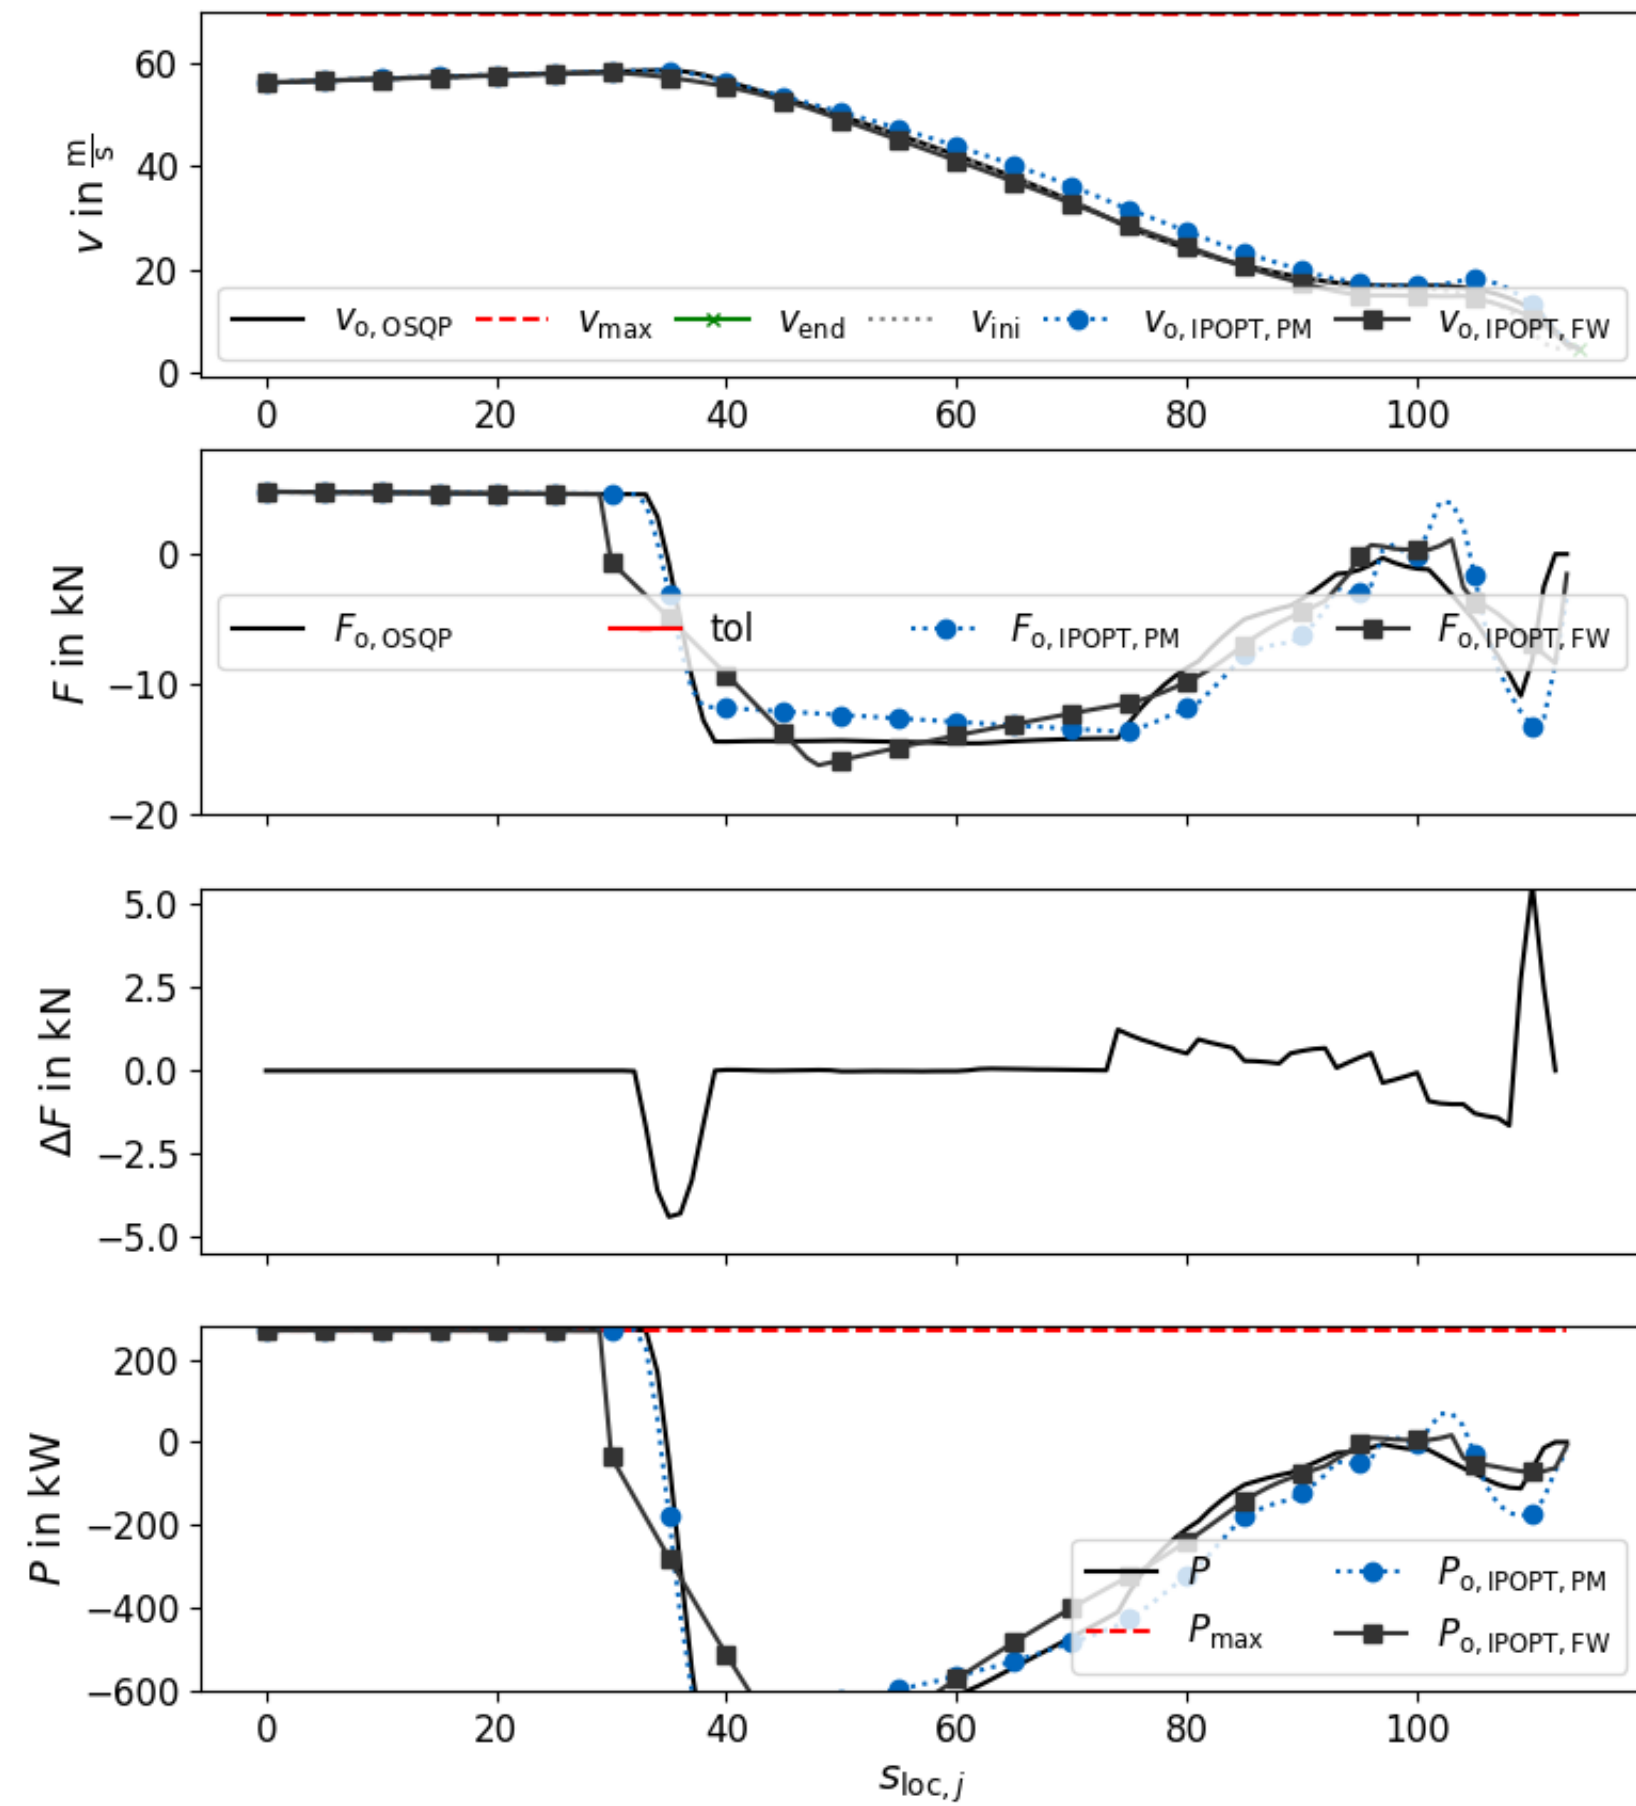 60
40
20
0
v in m/s
v_o,OSQP v_max v_end v_ini v_o,IPOPT,PM v_o,IPOPT,FW
0 20 40 60 80 100
0
−10
−20
F in kN
F_o,OSQP tol F_o,IPOPT,PM F_o,IPOPT,FW
5.0
2.5
0.0
−2.5
−5.0
ΔF in kN
200
0
−200
−400
−600
P in kW
P P_o,IPOPT,PM
P_max P_o,IPOPT,FW
0 20 40 60 80 100
s_loc,j